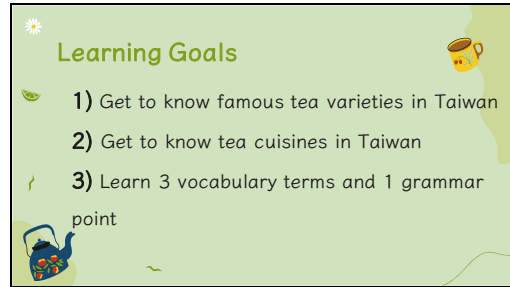 Learning Goals
1) Get to know famous tea varieties in Taiwan
2) Get to know tea cuisines in Taiwan
3) Learn 3 vocabulary terms and 1 grammar
point